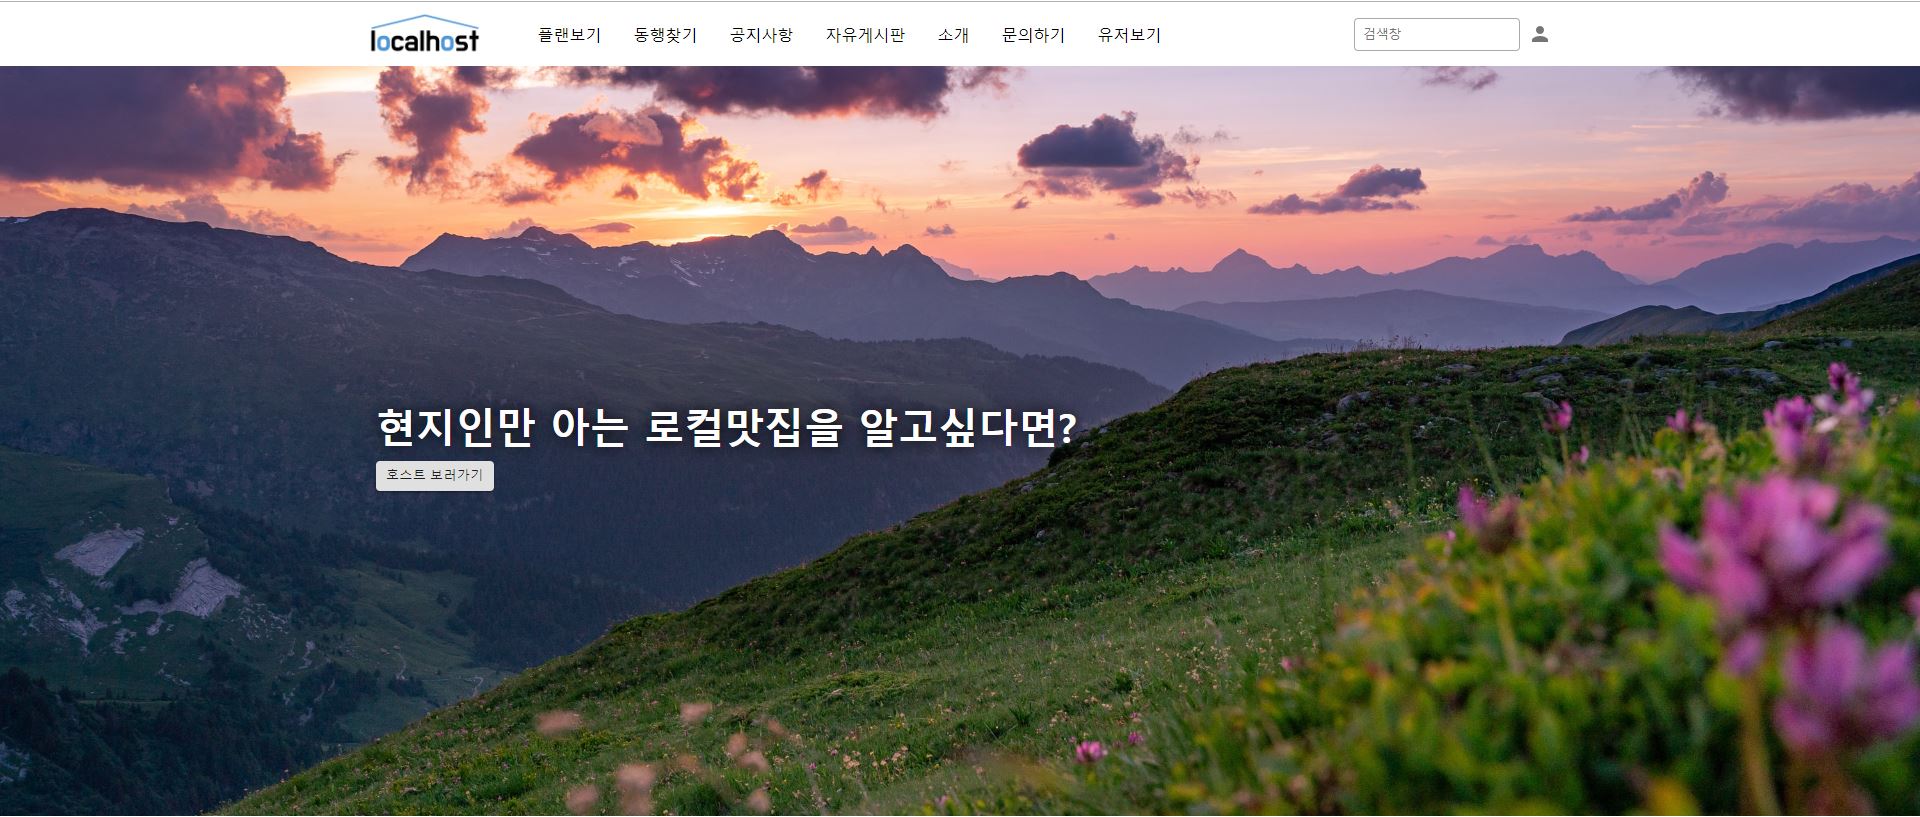 localhost
플랜보기
동행찾기
공지사항
자유게시판
소개
문의하기
유저보기
검색창
현지인만 아는 로컬맛집을 알고싶다면?
호스트 보러가기